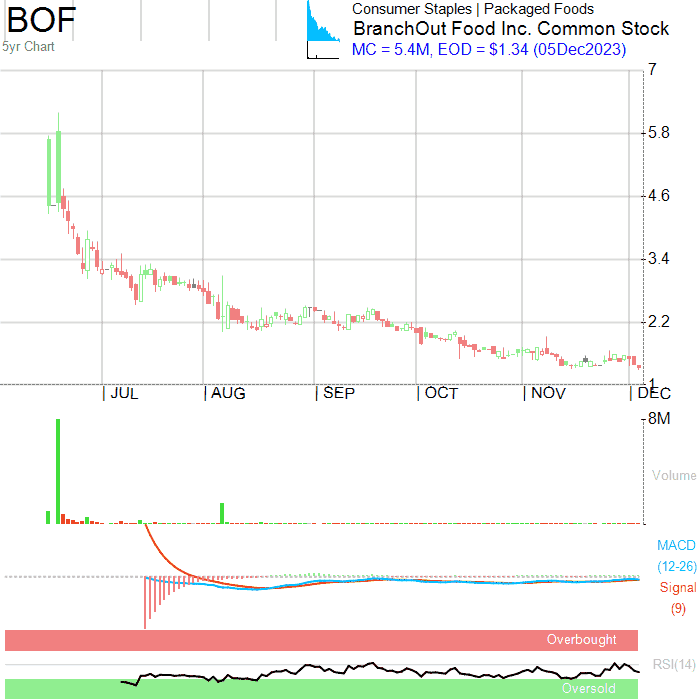 BOF
5yr Chart
Consumer Staples | Packaged Foods
BranchOut Food Inc. Common Stock
MC = 5.4M, EOD = $1.34 (05Dec2023)
7
5.8
4.6
3.4
2.2
1
JUL AUG SEP OCT NOV DEC
8M
Volume
MACD
(12-26)
Signal
(9)
Overbought
RSI(14)
Oversold